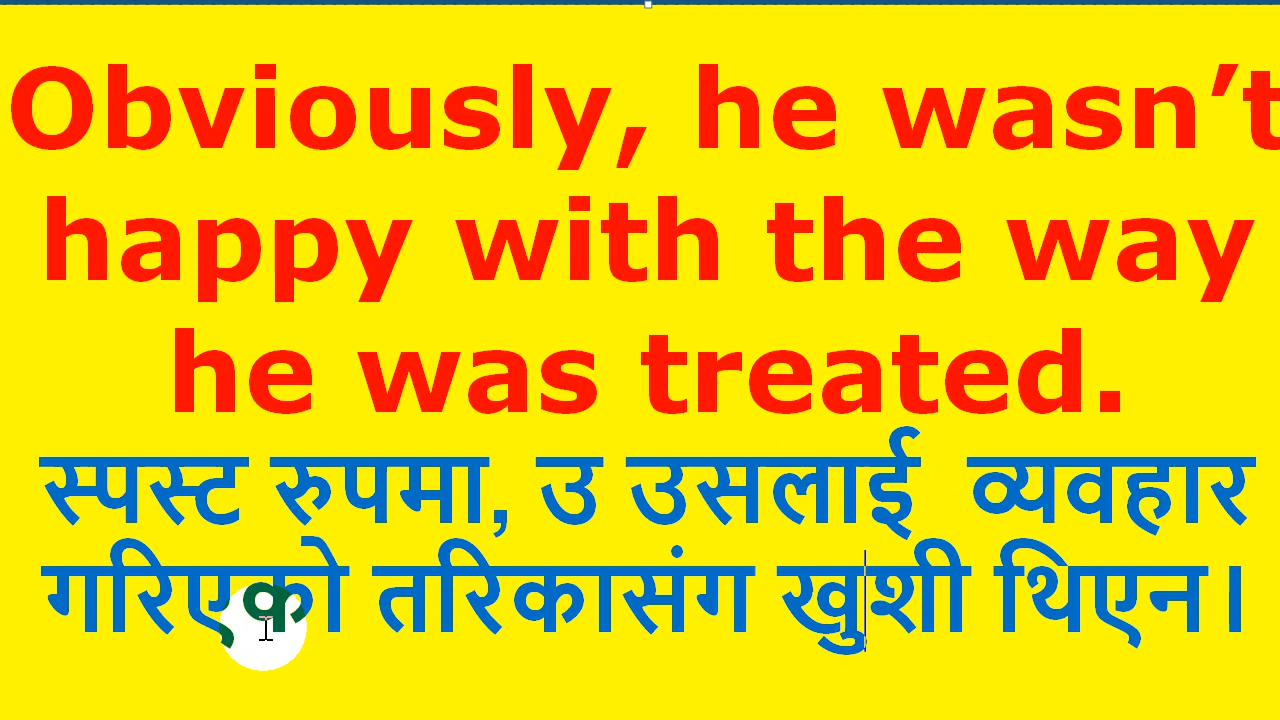 Obviously, he wasn’t
happy with the way
he was treated.
स्पस्ट रुपमा, उ उसलाई व्यवहार
गरिएको तरिकासंग खुशी थिएन।